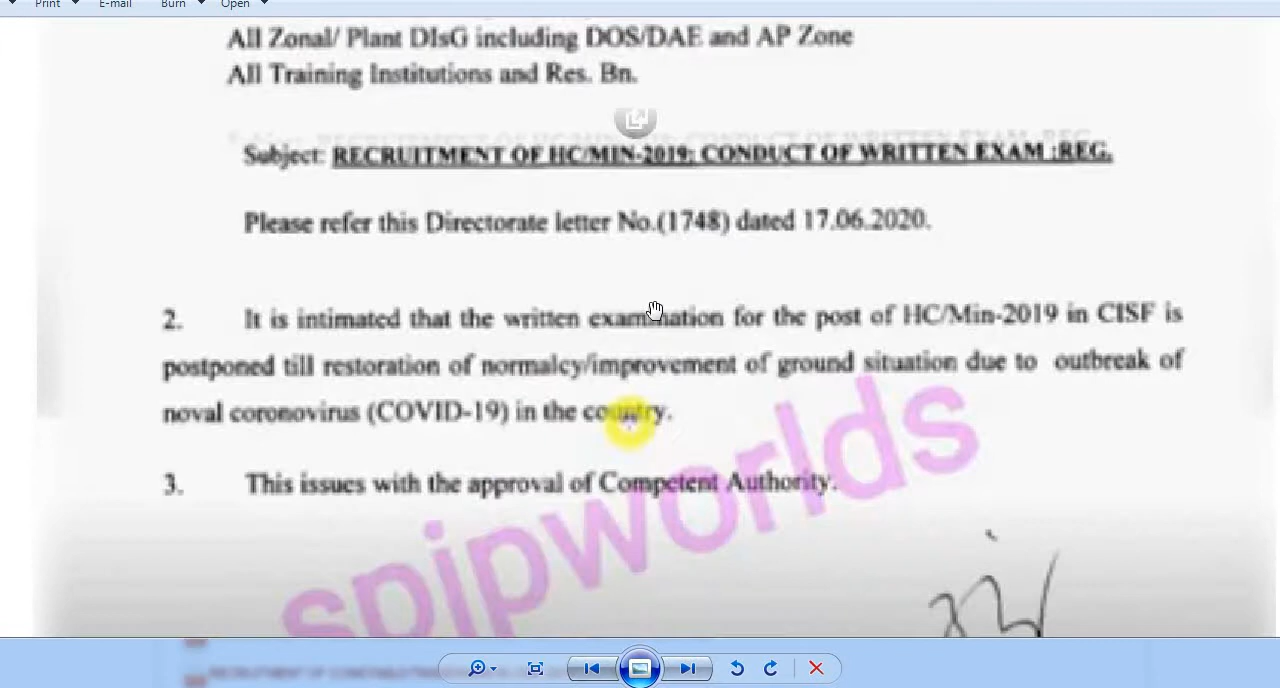 Print E-mail Burn Open
All Zonal/ Plant DIsG including DOS/DAE and AP Zone
All Training Institutions and Res. Bn.
Subject: RECRUITMENT OF HC/MIN-2019: CONDUCT OF WRITTEN EXAM :REG.
Please refer this Directorate letter No.(1748) dated 17.06.2020.
2. It is intimated that the written examination for the post of HC/Min-2019 in CISF is
postponed till restoration of normalcy/improvement of ground situation due to outbreak of
noval coronovirus (COVID-19) in the country.
3. This issues with the approval of Competent Authority.
spipworlds